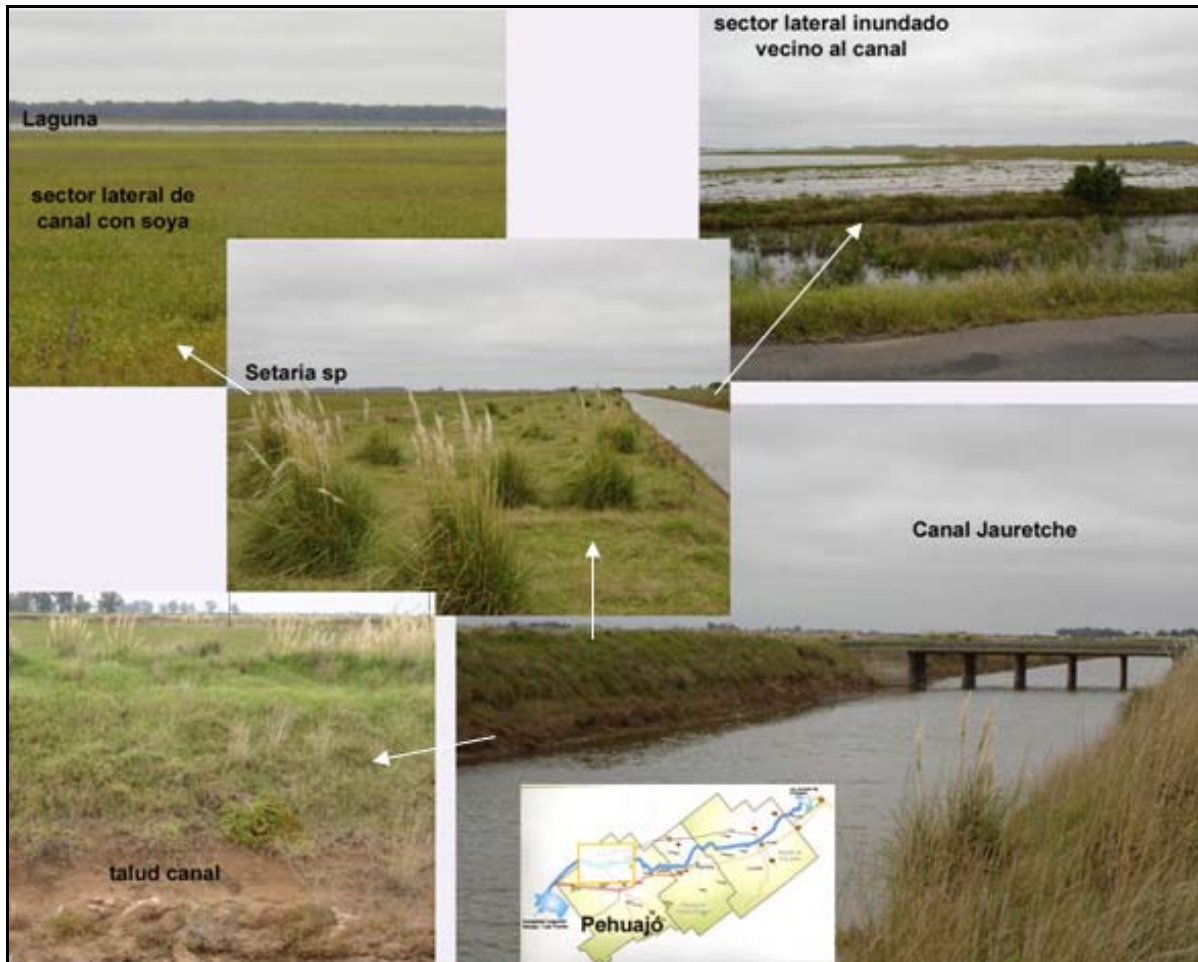 Laguna
sector lateral de
canal con soya
sector lateral inundado
vecino al canal
Setaria sp
Canal Jauretche
talud canal
Pehuajó